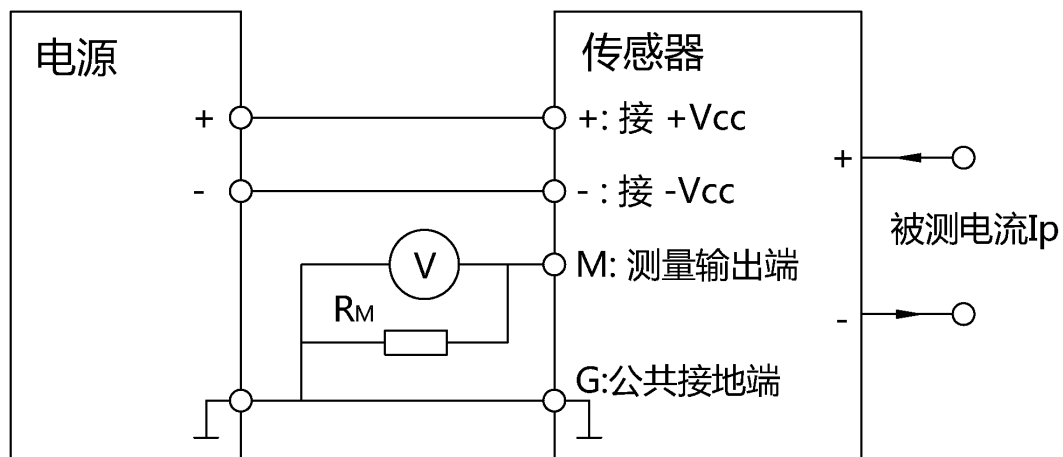 电源
传感器
+
+: 接 +Vcc
-
- : 接 -Vcc
+
被测电流Ip
-
V
M: 测量输出端
RM
G:公共接地端